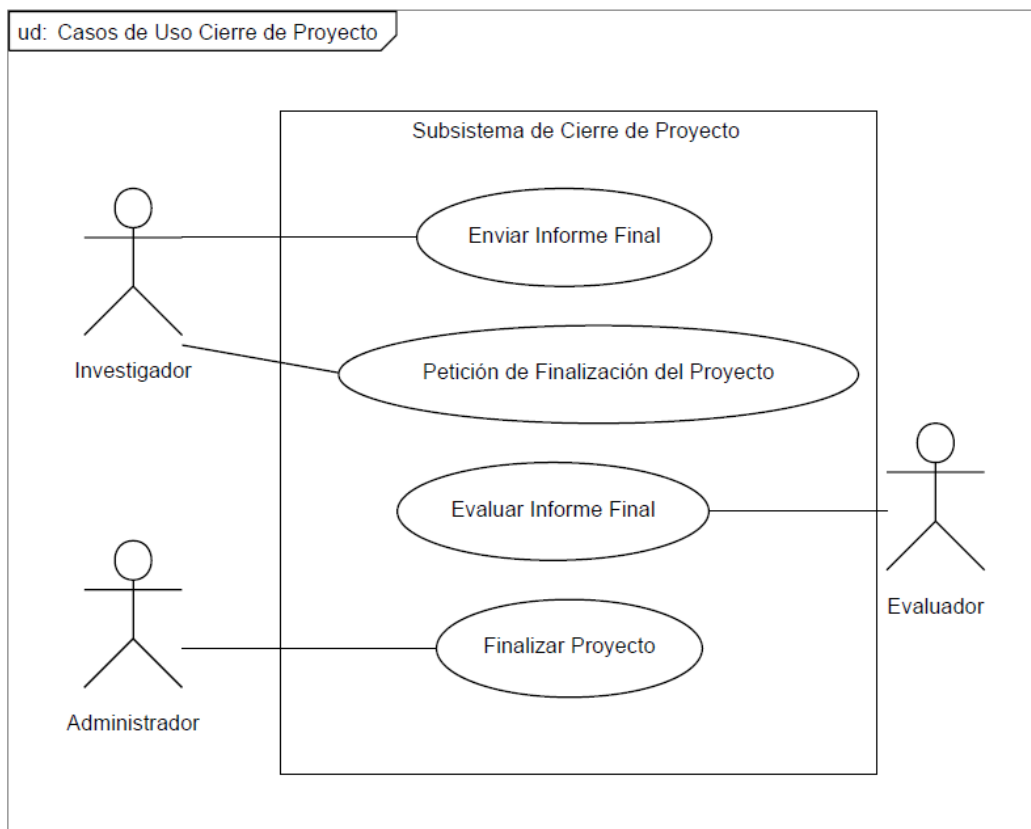 ud: Casos de Uso Cierre de Proyecto
Subsistema de Cierre de Proyecto
Enviar Informe Final
Investigador
Petición de Finalización del Proyecto
Evaluar Informe Final
Evaluador
Finalizar Proyecto
Administrador